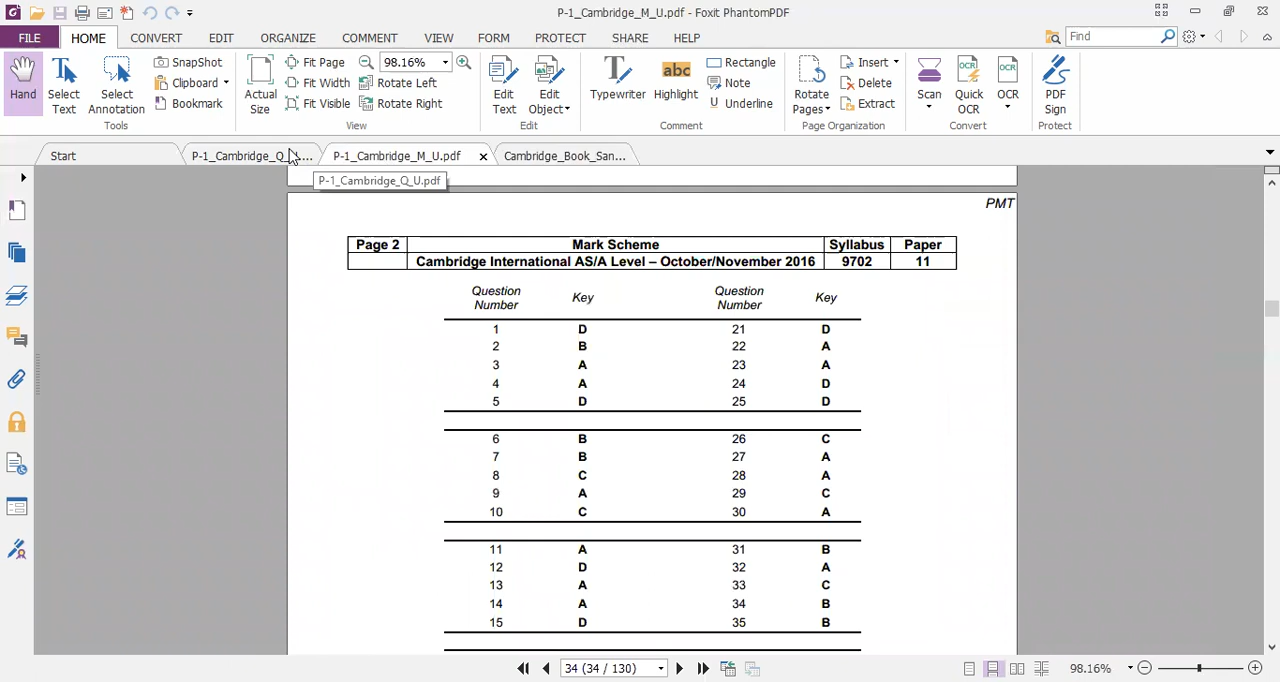 P-1_Cambridge_M_U.pdf - Foxit PhantomPDF
FILE HOME CONVERT EDIT ORGANIZE COMMENT VIEW FORM PROTECT SHARE HELP Find
Hand
Select Text
Select Annotation
SnapShot
Clipboard
Bookmark
Tools
Actual Size
Fit Page
Fit Width
Fit Visible
98.16%
Rotate Left
Rotate Right
View
Edit Text
Edit Object
Edit
Typewriter
abc
Highlight
Rectangle
Note
Underline
Comment
Rotate Pages
Insert
Delete
Extract
Page Organization
Scan
OCR
Quick OCR
OCR
OCR
Convert
PDF Sign
Protect
Start P-1_Cambridge_Q_U... P-1_Cambridge_M_U.pdf Cambridge_Book_San...
P-1_Cambridge_Q_U.pdf
PMT
Page 2 Mark Scheme Syllabus Paper
Cambridge International AS/A Level – October/November 2016 9702 11
Question Number Key Question Number Key
1 D 21 D
2 B 22 A
3 A 23 A
4 A 24 D
5 D 25 D
6 B 26 C
7 B 27 A
8 C 28 A
9 A 29 C
10 C 30 A
11 A 31 B
12 D 32 A
13 A 33 C
14 A 34 B
15 D 35 B
34 (34 / 130) 98.16%